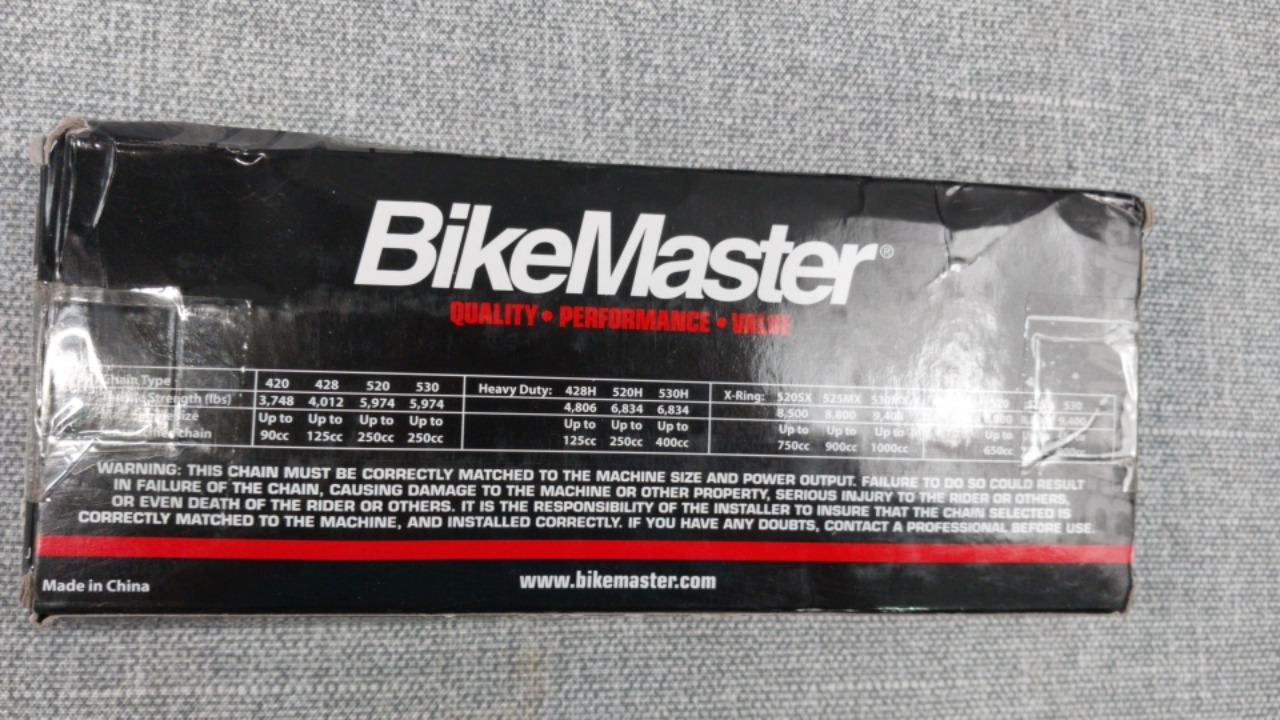 BikeMaster®
QUALITY • PERFORMANCE • VALUE
Chain Type 420 428 520 530 Heavy Duty: 428H 520H 530H X-Ring: 520SX 525MX 530MX
Strength (lbs) 3,748 4,012 5,974 5,974 4,806 6,834 6,834 8,500 8,800 9,400
size Up to Up to Up to Up to Up to Up to Up to Up to Up to Up to Up to
chain 90cc 125cc 250cc 250cc 125cc 250cc 400cc 750cc 900cc 1000cc 650cc
WARNING: THIS CHAIN MUST BE CORRECTLY MATCHED TO THE MACHINE SIZE AND POWER OUTPUT. FAILURE TO DO SO COULD RESULT
IN FAILURE OF THE CHAIN, CAUSING DAMAGE TO THE MACHINE OR OTHER PROPERTY, SERIOUS INJURY TO THE RIDER OR OTHERS,
OR EVEN DEATH OF THE RIDER OR OTHERS. IT IS THE RESPONSIBILITY OF THE INSTALLER TO INSURE THAT THE CHAIN SELECTED IS
CORRECTLY MATCHED TO THE MACHINE, AND INSTALLED CORRECTLY. IF YOU HAVE ANY DOUBTS, CONTACT A PROFESSIONAL BEFORE USE.
Made in China
www.bikemaster.com